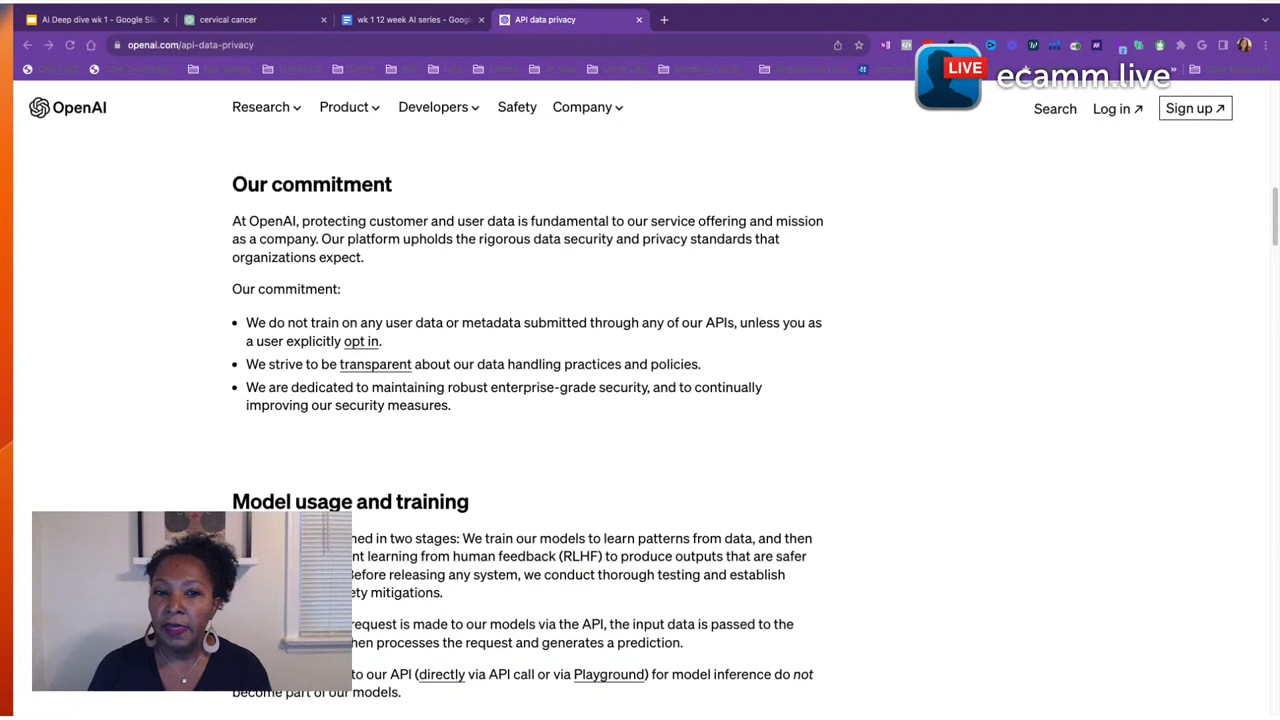 AI Deep dive wk 1 - Google Sli
cervical cancer
wk 1 12 week AI series - Goog
API data privacy
openai.com/api-data-privacy
LIVE
ecamm.live
OpenAI
Research
Product
Developers
Safety
Company
Search
Log in ↗
Sign up ↗
Our commitment
At OpenAI, protecting customer and user data is fundamental to our service offering and mission
as a company. Our platform upholds the rigorous data security and privacy standards that
organizations expect.
Our commitment:
• We do not train on any user data or metadata submitted through any of our APIs, unless you as
a user explicitly opt in.
• We strive to be transparent about our data handling practices and policies.
• We are dedicated to maintaining robust enterprise-grade security, and to continually
improving our security measures.
Model usage and training
ned in two stages: We train our models to learn patterns from data, and then
nt learning from human feedback (RLHF) to produce outputs that are safer
Before releasing any system, we conduct thorough testing and establish
ety mitigations.
request is made to our models via the API, the input data is passed to the
hen processes the request and generates a prediction.
to our API (directly via API call or via Playground) for model inference do not
become part of our models.